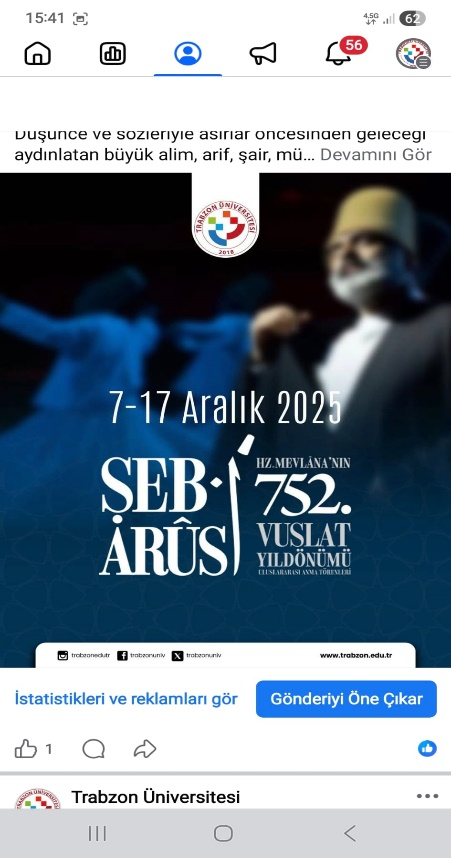 15:41
4,5G
62
56
Düşünce ve sözleriyle asırlar öncesinden geleceği
aydınlatan büyük alim, arif, şair, mü... Devamını Gör
TRABZON ÜNİVERSİTESİ
2018
7-17 Aralık 2025
ŞEB-İ
ARÛS
HZ. MEVLÂNA'NIN
752.
VUSLAT
YILDÖNÜMÜ
ULUSLARARASI ANMA TÖRENLERİ
trabzonedutr
trabzonuniv
trabzonuniv
www.trabzon.edu.tr
İstatistikleri ve reklamları gör
Gönderiyi Öne Çıkar
1
Trabzon Üniversitesi